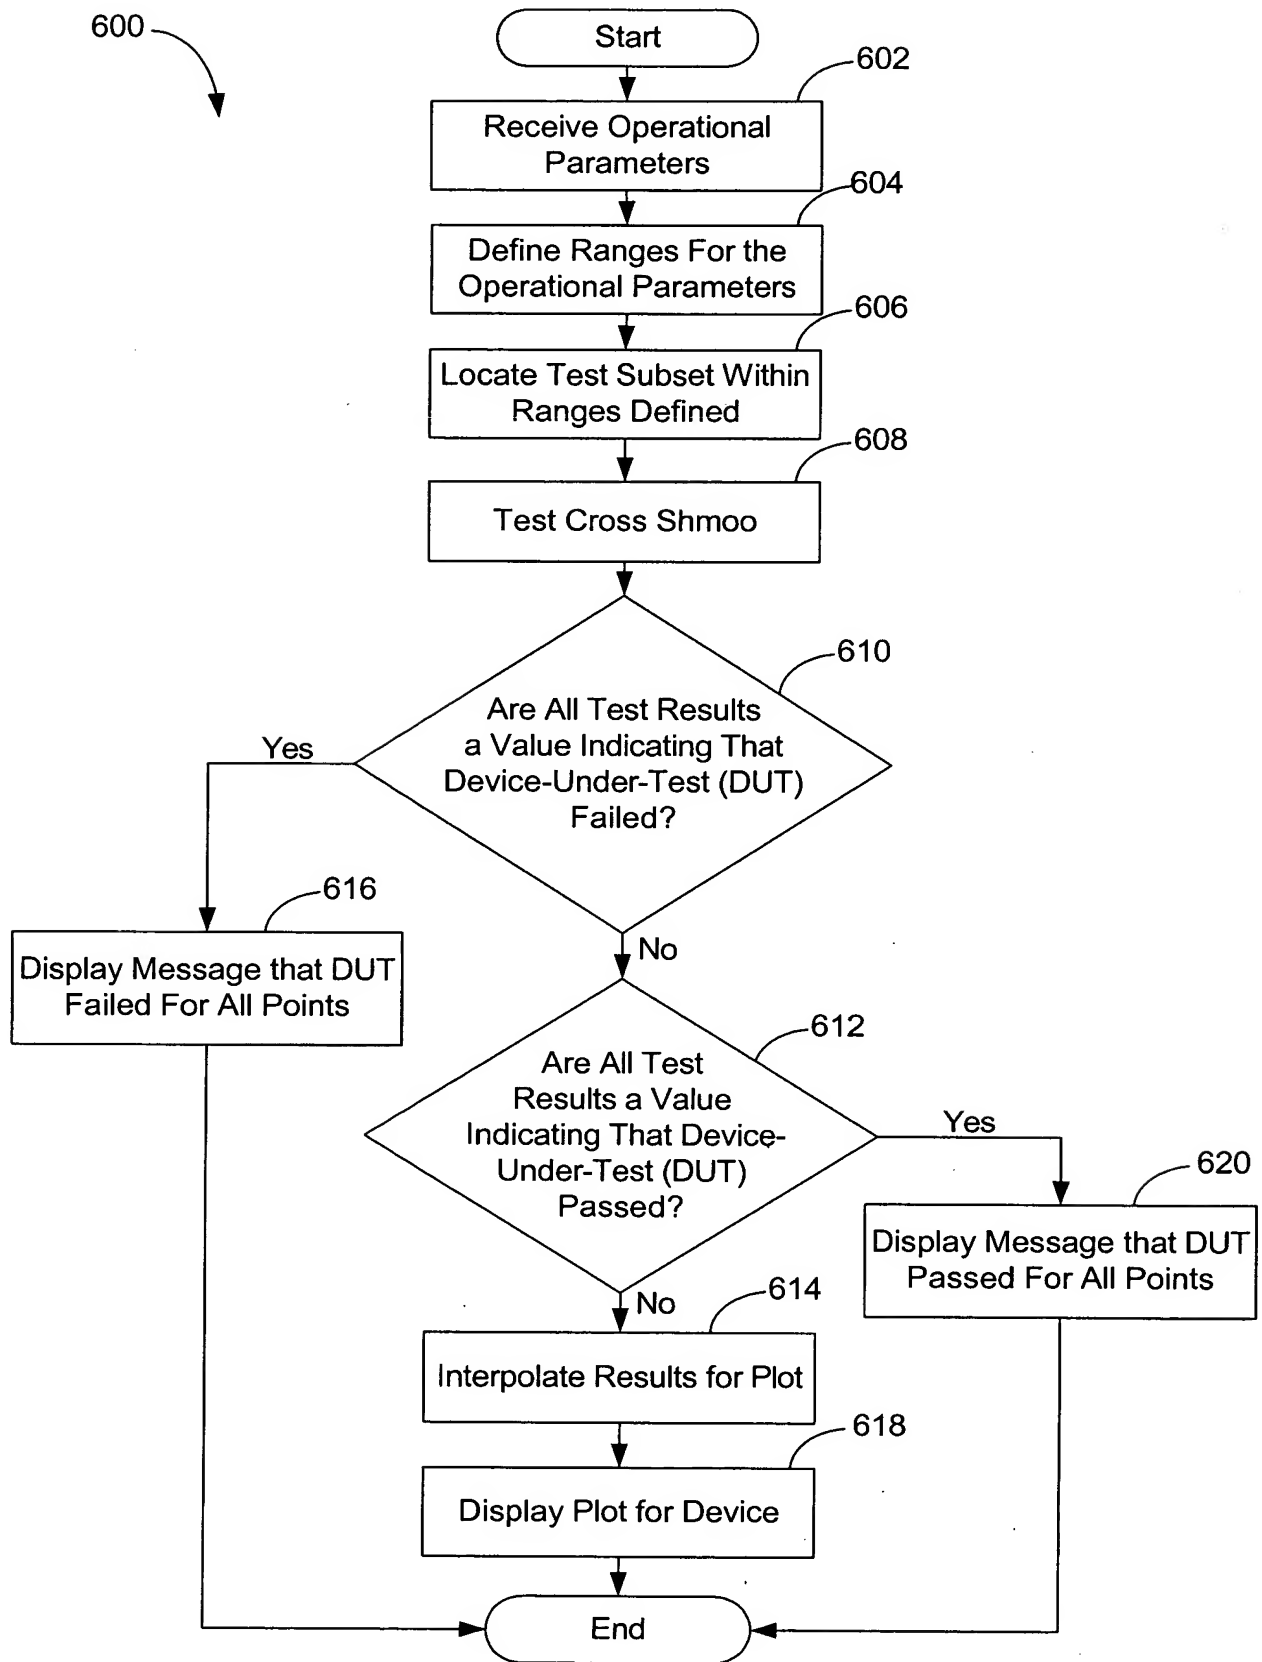 600
Start
602
Receive Operational
Parameters
604
Define Ranges For the
Operational Parameters
606
Locate Test Subset Within
Ranges Defined
608
Test Cross Shmoo
610
Are All Test Results
a Value Indicating That
Device-Under-Test (DUT)
Failed?
Yes
616
Display Message that DUT
Failed For All Points
No
612
Are All Test
Results a Value
Indicating That Device-
Under-Test (DUT)
Passed?
Yes
620
Display Message that DUT
Passed For All Points
No
614
Interpolate Results for Plot
618
Display Plot for Device
End